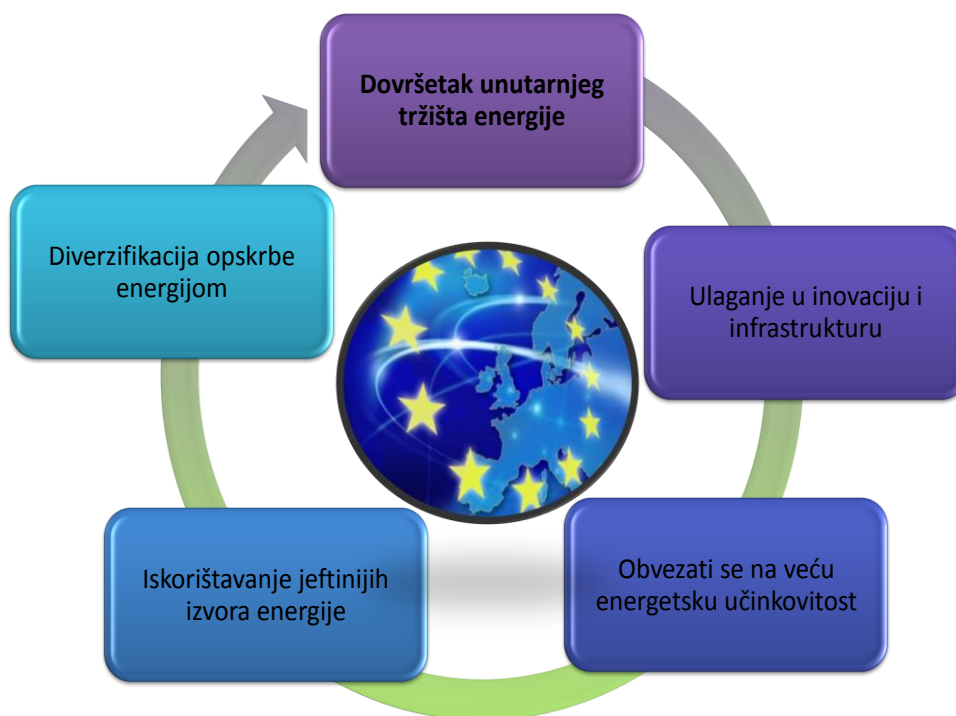 Dovršetak unutarnjeg
tržišta energije
Ulaganje u inovaciju i
infrastrukturu
Obvezati se na veću
energetsku učinkovitost
Iskorištavanje jeftinijih
izvora energije
Diverzifikacija opskrbe
energijom